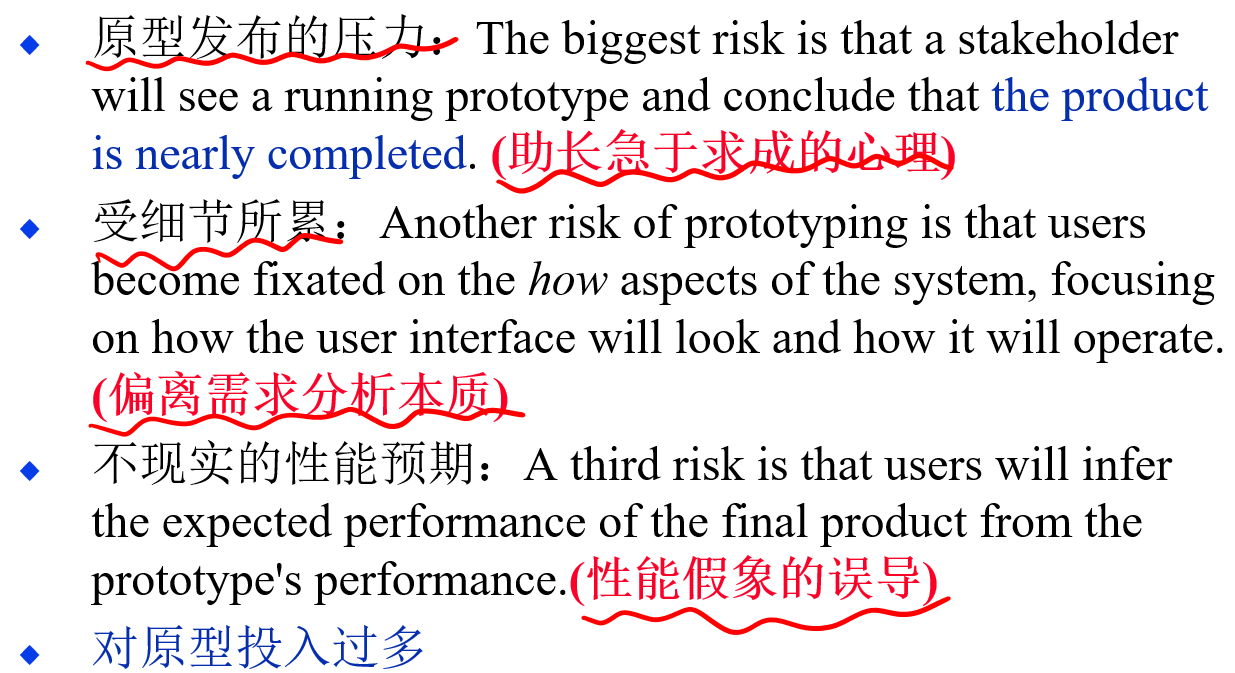 ◆ 原型发布的压力：The biggest risk is that a stakeholder
will see a running prototype and conclude that the product
is nearly completed. (助长急于求成的心理)
◆ 受细节所累：Another risk of prototyping is that users
become fixated on the how aspects of the system, focusing
on how the user interface will look and how it will operate.
(偏离需求分析本质)
◆ 不现实的性能预期：A third risk is that users will infer
the expected performance of the final product from the
prototype's performance.(性能假象的误导)
◆ 对原型投入过多